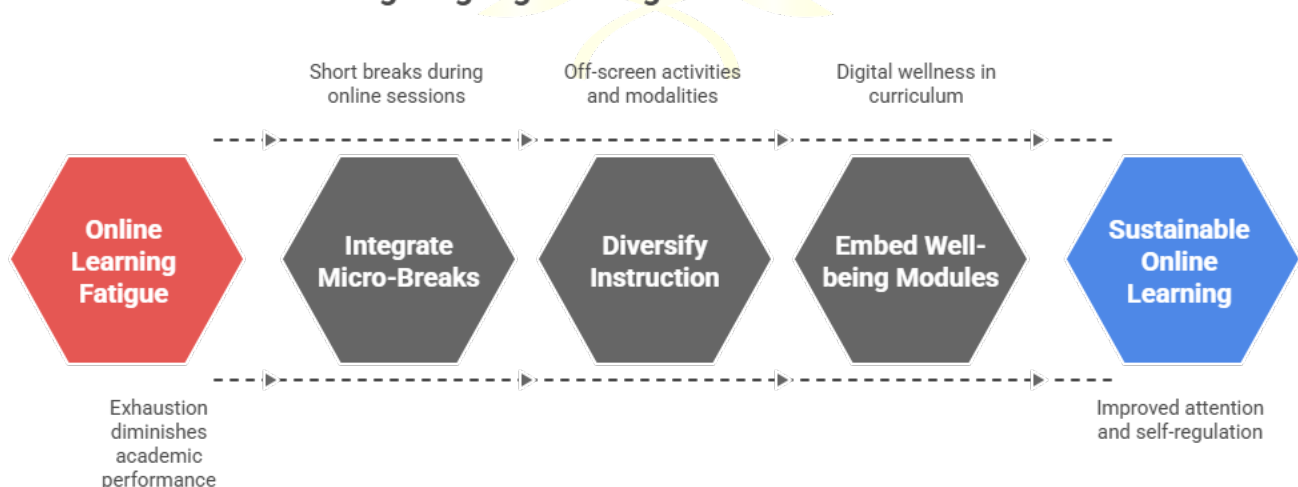 Short breaks during
online sessions
Off-screen activities
and modalities
Digital wellness in
curriculum
Online
Learning
Fatigue
Integrate
Micro-Breaks
Diversify
Instruction
Embed Well-
being Modules
Sustainable
Online
Learning
Exhaustion
diminishes
academic
performance
Improved attention
and self-regulation